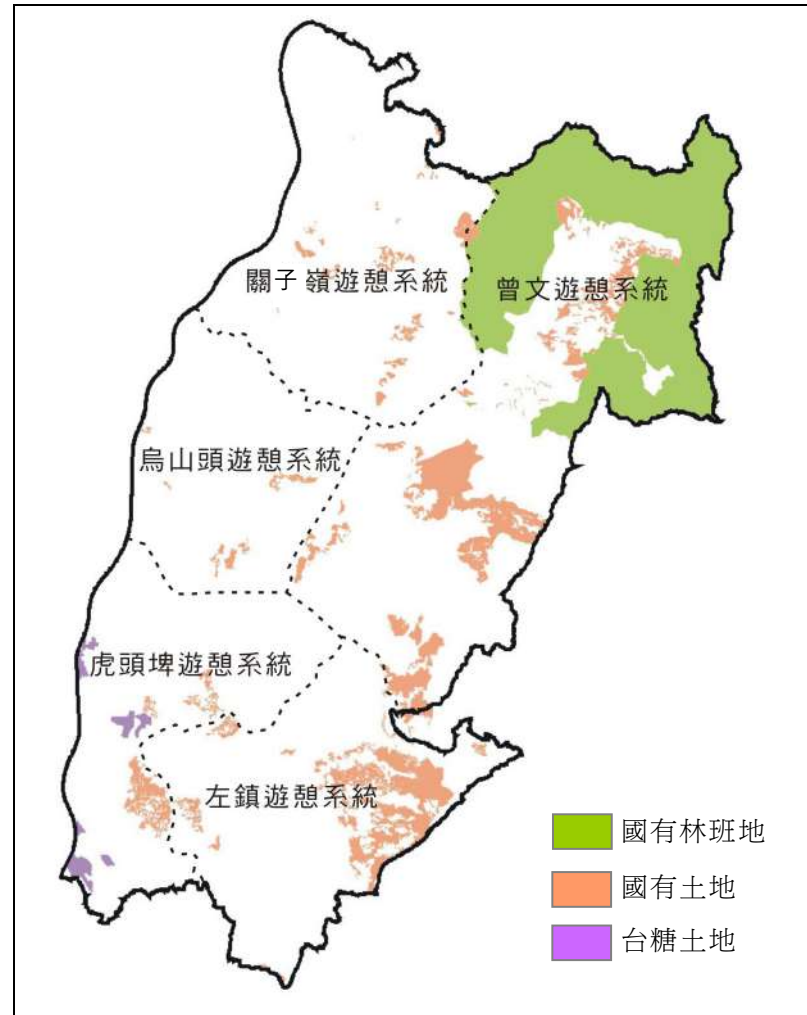 關子嶺遊憩系統
曾文遊憩系統
烏山頭遊憩系統
虎頭埤遊憩系統
左鎮遊憩系統
國有林班地
國有土地
台糖土地